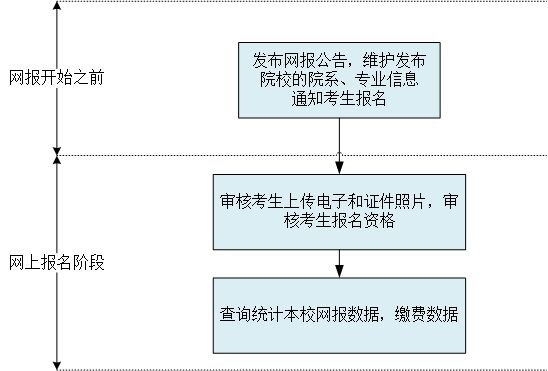 网报开始之前
发布网报公告，维护发布
院校的院系、专业信息
通知考生报名
审核考生上传电子和证件照片，审
核考生报名资格
网上报名阶段
查询统计本校网报数据，缴费数据